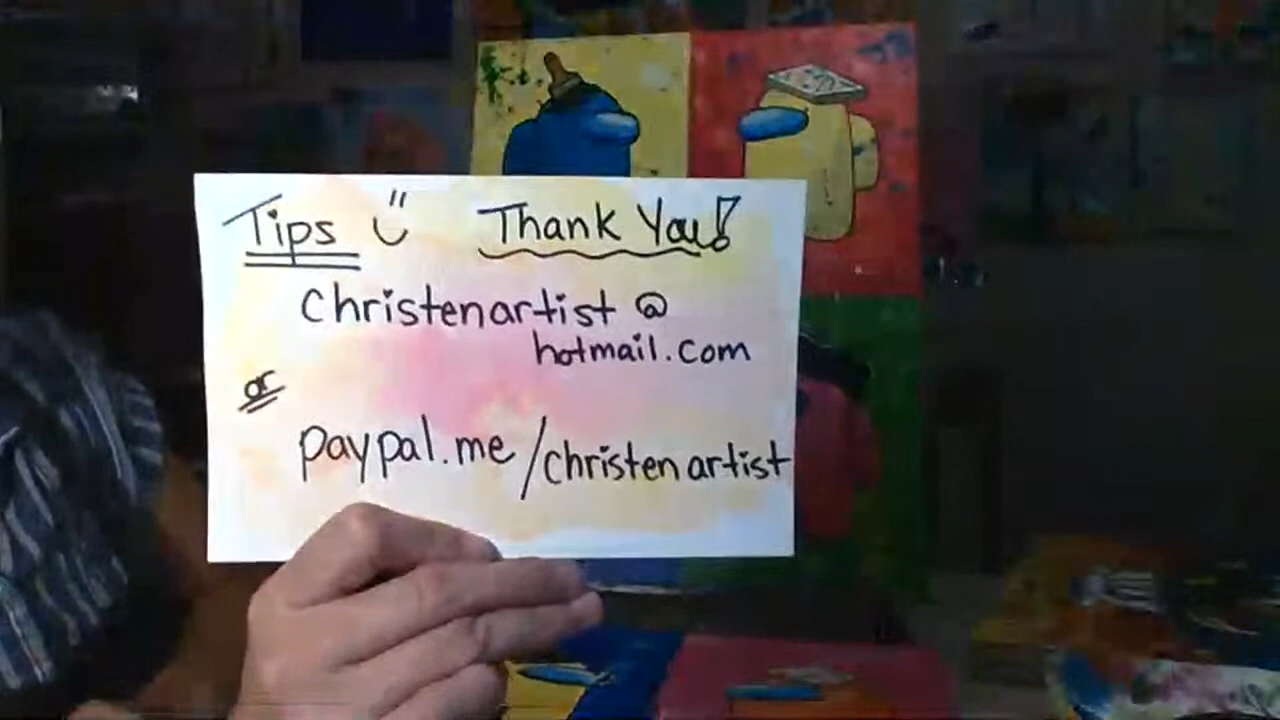 Tips Thank You!
Christenartist @
hotmail.com
or
paypal.me/christenartist